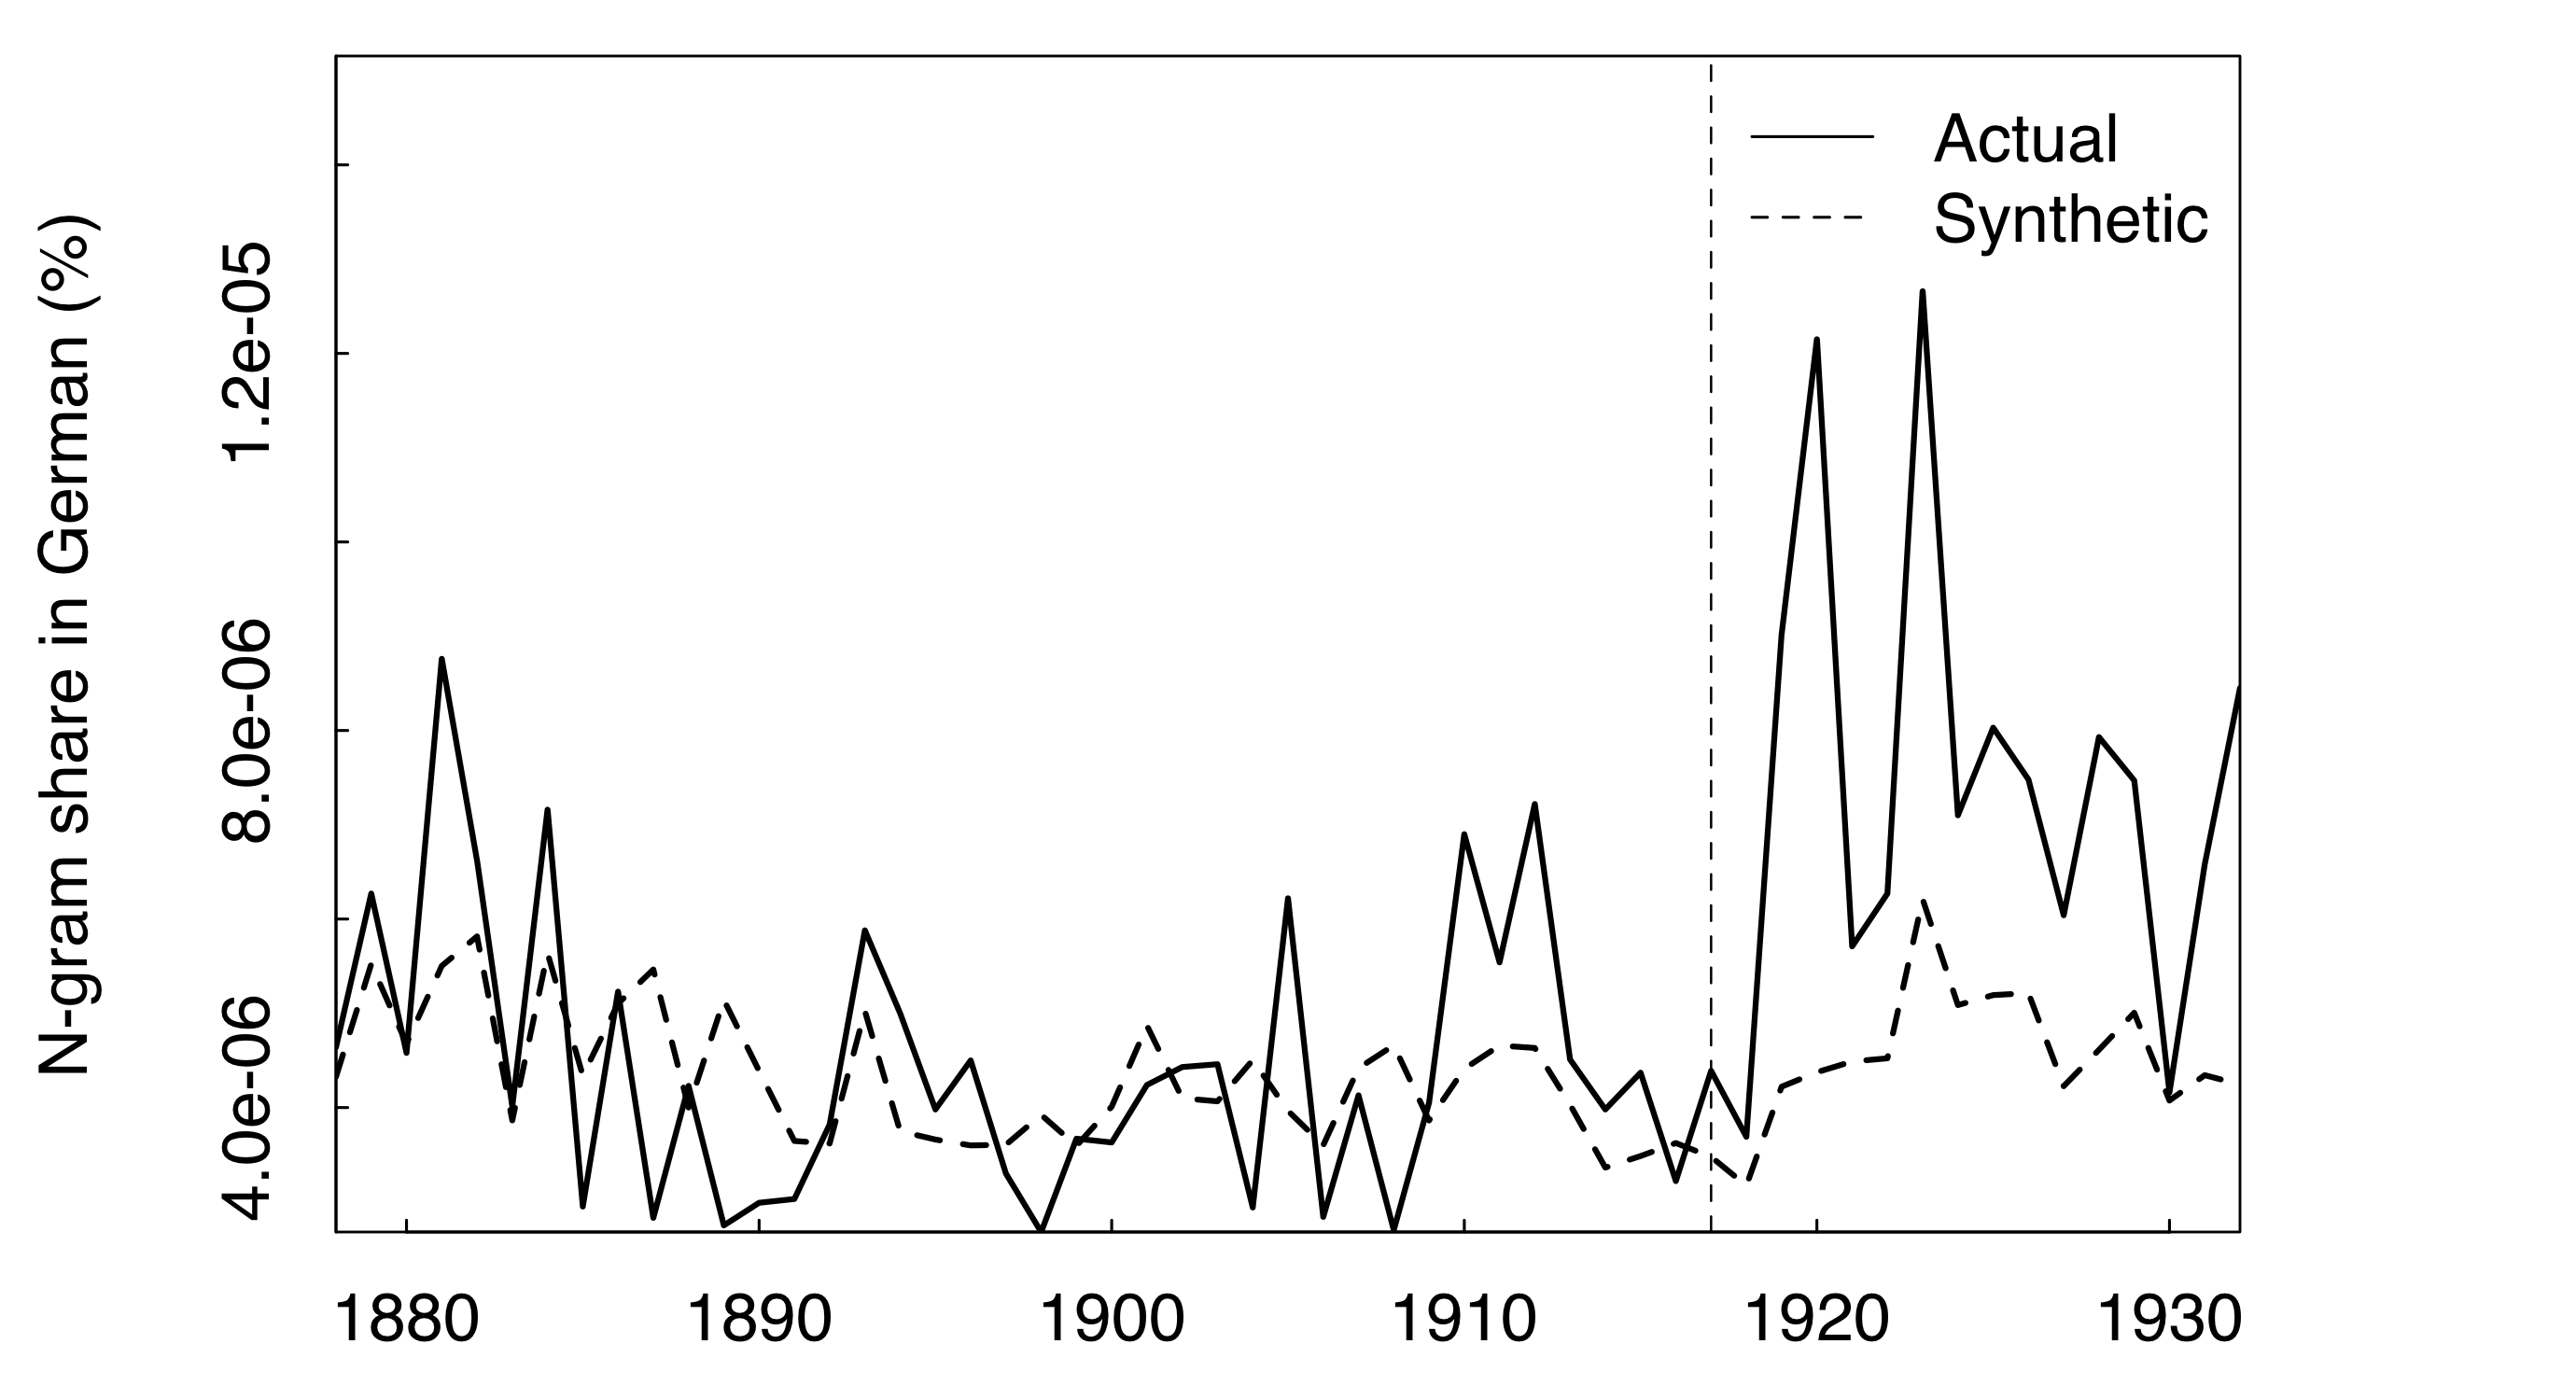 N-gram share in German (%)
1.2e-05
8.0e-06
4.0e-06
Actual
Synthetic
1880 1890 1900 1910 1920 1930